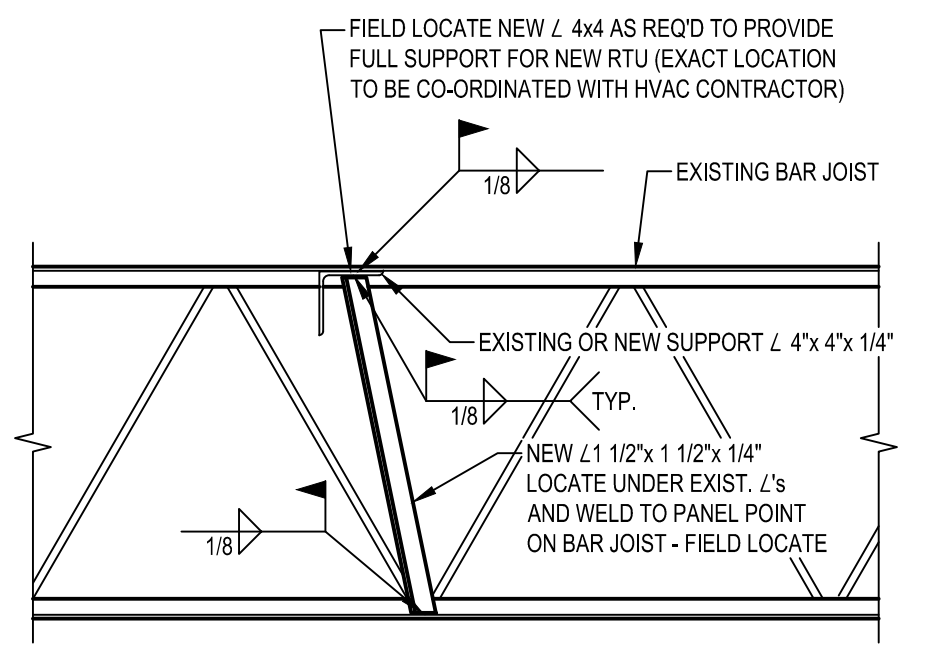 FIELD LOCATE NEW ∠ 4x4 AS REQ'D TO PROVIDE
FULL SUPPORT FOR NEW RTU (EXACT LOCATION
TO BE CO-ORDINATED WITH HVAC CONTRACTOR)
1/8
EXISTING BAR JOIST
EXISTING OR NEW SUPPORT ∠ 4"x 4"x 1/4"
1/8
TYP.
NEW ∠1 1/2"x 1 1/2"x 1/4"
LOCATE UNDER EXIST. ∠'s
AND WELD TO PANEL POINT
ON BAR JOIST - FIELD LOCATE
1/8